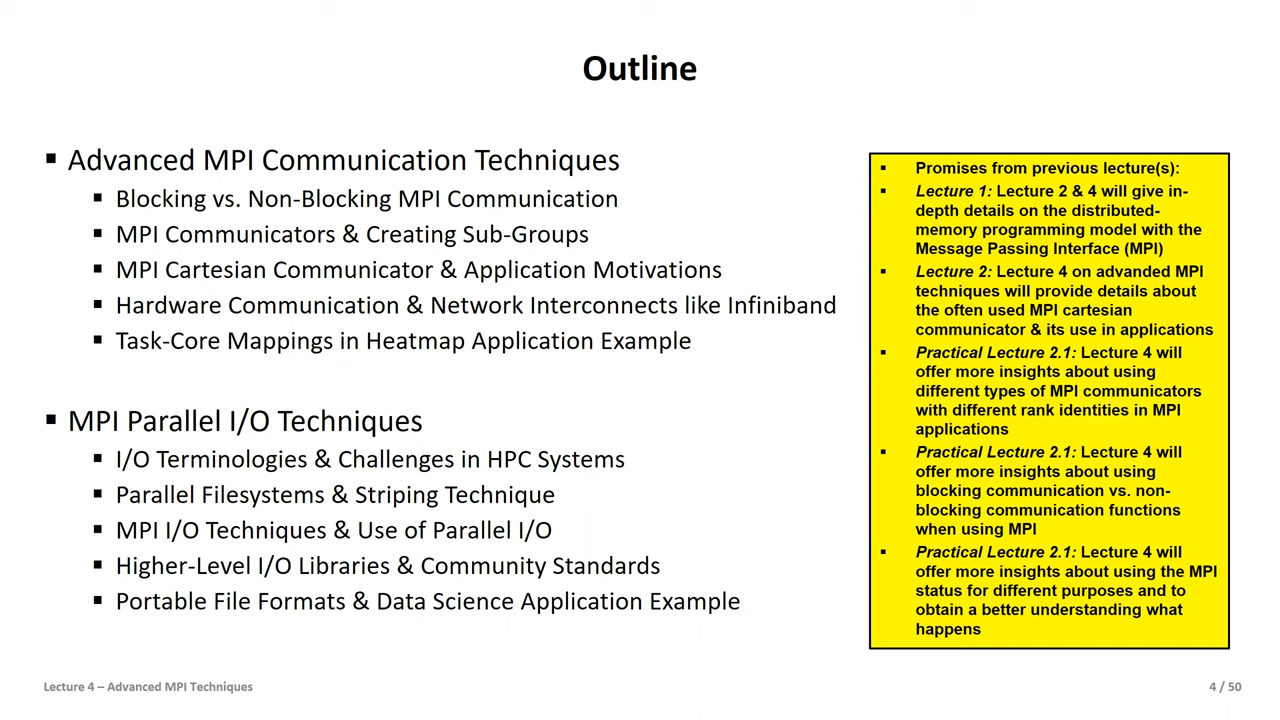 Outline
▪ Advanced MPI Communication Techniques
▪ Blocking vs. Non-Blocking MPI Communication
▪ MPI Communicators & Creating Sub-Groups
▪ MPI Cartesian Communicator & Application Motivations
▪ Hardware Communication & Network Interconnects like Infiniband
▪ Task-Core Mappings in Heatmap Application Example
▪ MPI Parallel I/O Techniques
▪ I/O Terminologies & Challenges in HPC Systems
▪ Parallel Filesystems & Striping Technique
▪ MPI I/O Techniques & Use of Parallel I/O
▪ Higher-Level I/O Libraries & Community Standards
▪ Portable File Formats & Data Science Application Example
▪ Promises from previous lecture(s):
▪ Lecture 1: Lecture 2 & 4 will give in-
depth details on the distributed-
memory programming model with the
Message Passing Interface (MPI)
▪ Lecture 2: Lecture 4 on advanded MPI
techniques will provide details about
the often used MPI cartesian
communicator & its use in applications
▪ Practical Lecture 2.1: Lecture 4 will
offer more insights about using
different types of MPI communicators
with different rank identities in MPI
applications
▪ Practical Lecture 2.1: Lecture 4 will
offer more insights about using
blocking communication vs. non-
blocking communication functions
when using MPI
▪ Practical Lecture 2.1: Lecture 4 will
offer more insights about using the MPI
status for different purposes and to
obtain a better understanding what
happens
Lecture 4 – Advanced MPI Techniques
4 / 50